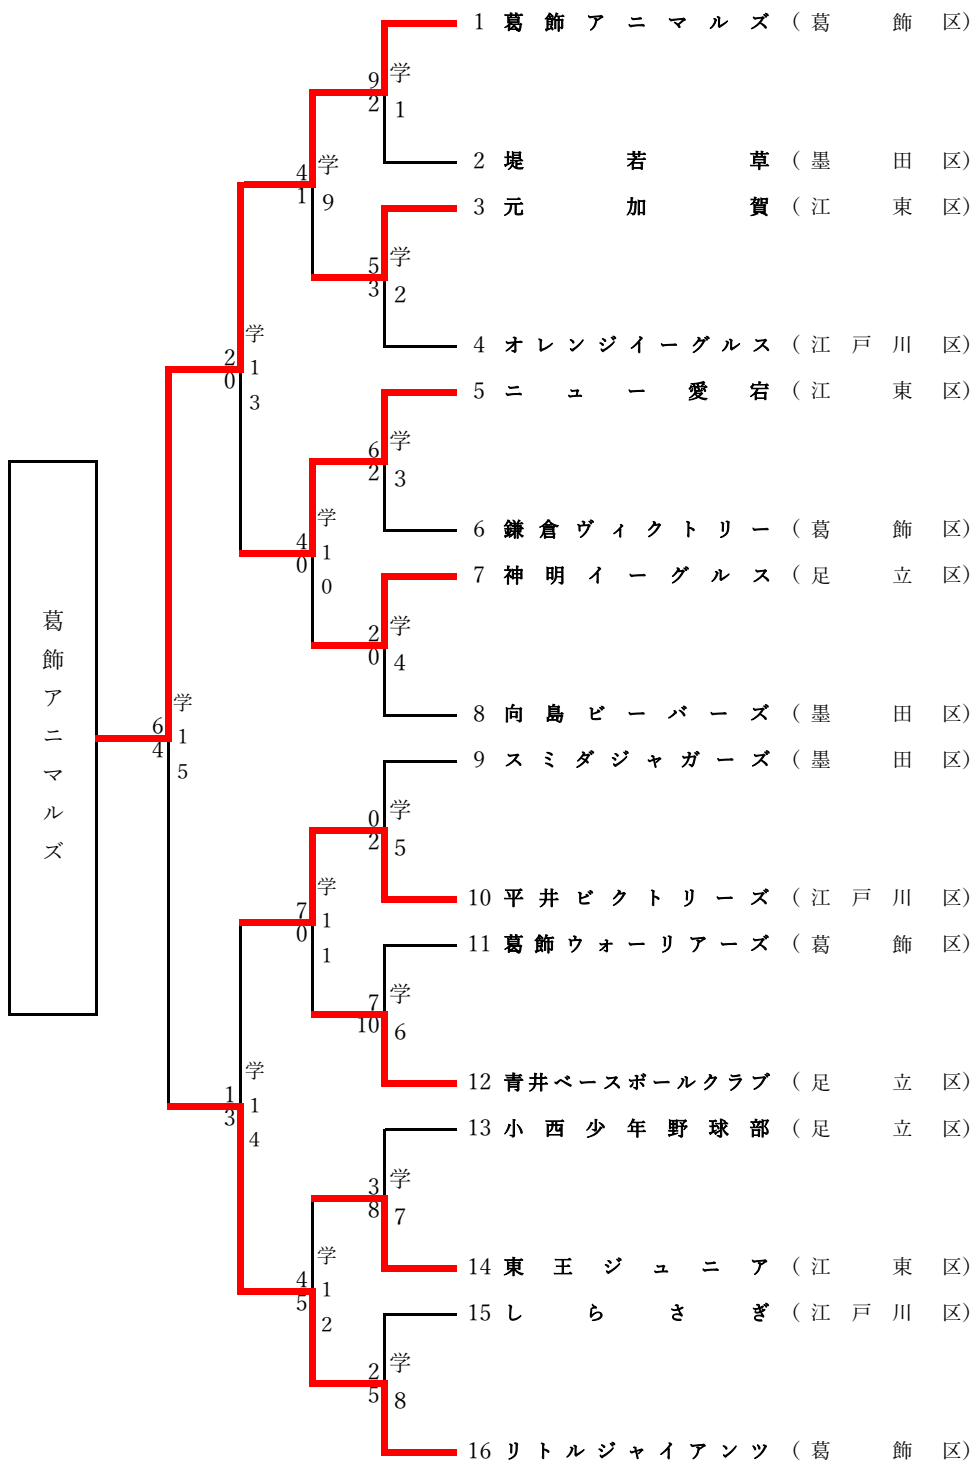 1 葛飾アニマルズ (葛飾区)
9
学
2
1
2 堤若草 (墨田区)
4
学
1
9
3 元加賀 (江東区)
5
学
3
2
4 オレンジイーグルス (江戸川区)
2
学
0
13
5 ニュー愛宕 (江東区)
6
学
2
3
6 鎌倉ヴィクトリー (葛飾区)
4
学
0
10
7 神明イーグルス (足立区)
2
学
0
4
8 向島ビーバーズ (墨田区)
葛飾アニマルズ
6
学
4
15
9 スミダジャガーズ (墨田区)
0
学
2
5
10 平井ビクトリーズ (江戸川区)
7
学
0
11
11 葛飾ウォーリアーズ (葛飾区)
7
学
10
6
12 青井ベースボールクラブ (足立区)
1
学
3
14
13 小西少年野球部 (足立区)
3
学
8
7
14 東王ジュニア (江東区)
4
学
5
12
15 しらさぎ (江戸川区)
2
学
5
8
16 リトルジャイアンツ (葛飾区)